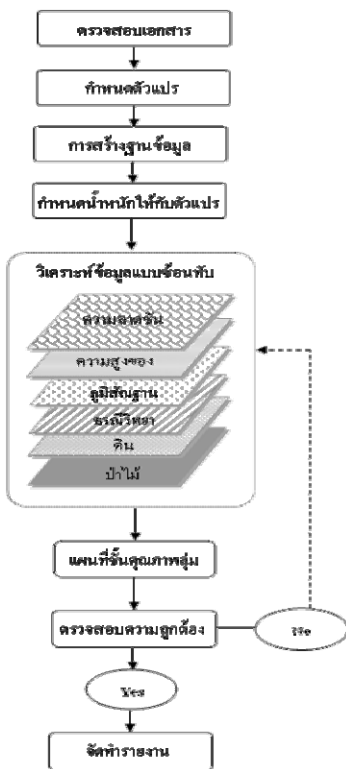 ตรวจสอบเอกสาร
กำหนดตัวแปร
การสร้างฐานข้อมูล
กำหนดน้ำหนักให้กับตัวแปร
วิเคราะห์ข้อมูลแบบซ้อนทับ
ความลาดชัน
ความสูงของ
ภูมิสัณฐาน
ธรณีวิทยา
ดิน
ป่าไม้
แผนที่ชั้นคุณภาพลุ่ม
ตรวจสอบความถูกต้อง
No
Yes
จัดทำรายงาน